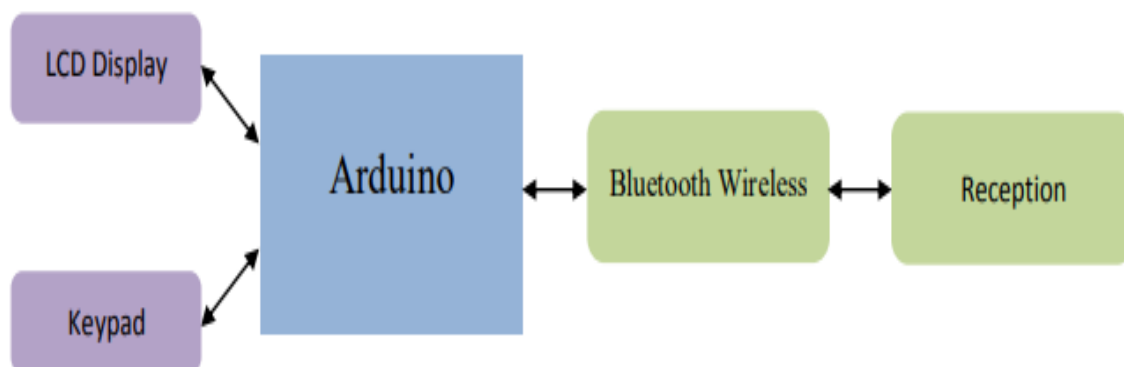 LCD Display
Arduino
Bluetooth Wireless
Reception
Keypad